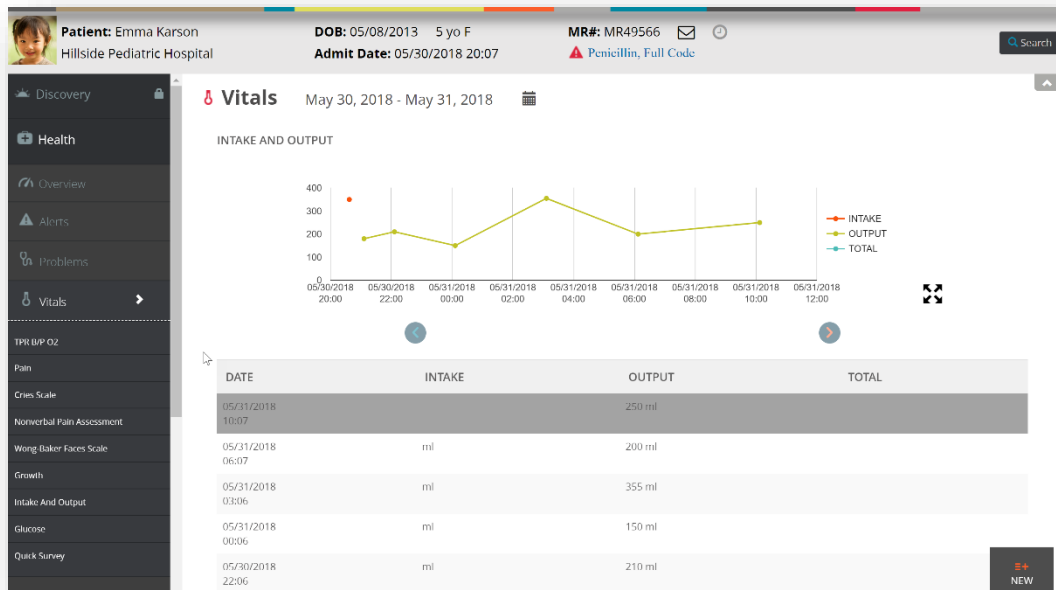 Patient: Emma Karson DOB: 05/08/2013 5 yo F MR#: MR49566
Hillside Pediatric Hospital Admit Date: 05/30/2018 20:07 Penicillin, Full Code
Search
Discovery
Health
Overview
Alerts
Problems
Vitals
TPR B/P O2
Pain
Cries Scale
Nonverbal Pain Assessment
Wong-Baker Faces Scale
Growth
Intake And Output
Glucose
Quick Survey
Vitals May 30, 2018 - May 31, 2018
INTAKE AND OUTPUT
400
300
200
100
0
05/30/2018 05/30/2018 05/31/2018 05/31/2018 05/31/2018 05/31/2018 05/31/2018 05/31/2018 05/31/2018
20:00 22:00 00:00 02:00 04:00 06:00 08:00 10:00 12:00
INTAKE
OUTPUT
TOTAL
DATE INTAKE OUTPUT TOTAL
05/31/2018 250 ml
10:07
05/31/2018 ml 200 ml
06:07
05/31/2018 ml 355 ml
03:06
05/31/2018 ml 150 ml
00:06
05/30/2018 ml 210 ml
22:06
NEW